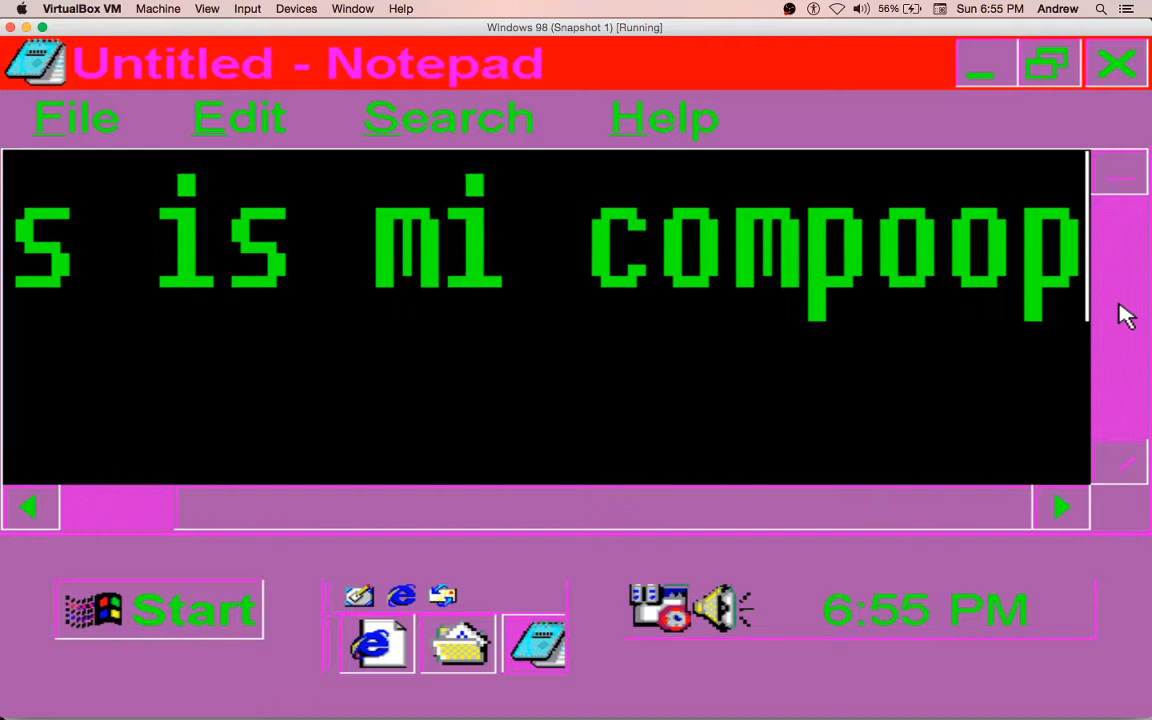 VirtualBox VM Machine View Input Devices Window Help 56% Sun 6:55 PM Andrew
Windows 98 (Snapshot 1) [Running]
Untitled - Notepad
File Edit Search Help
s is mi compoop
Start 6:55 PM